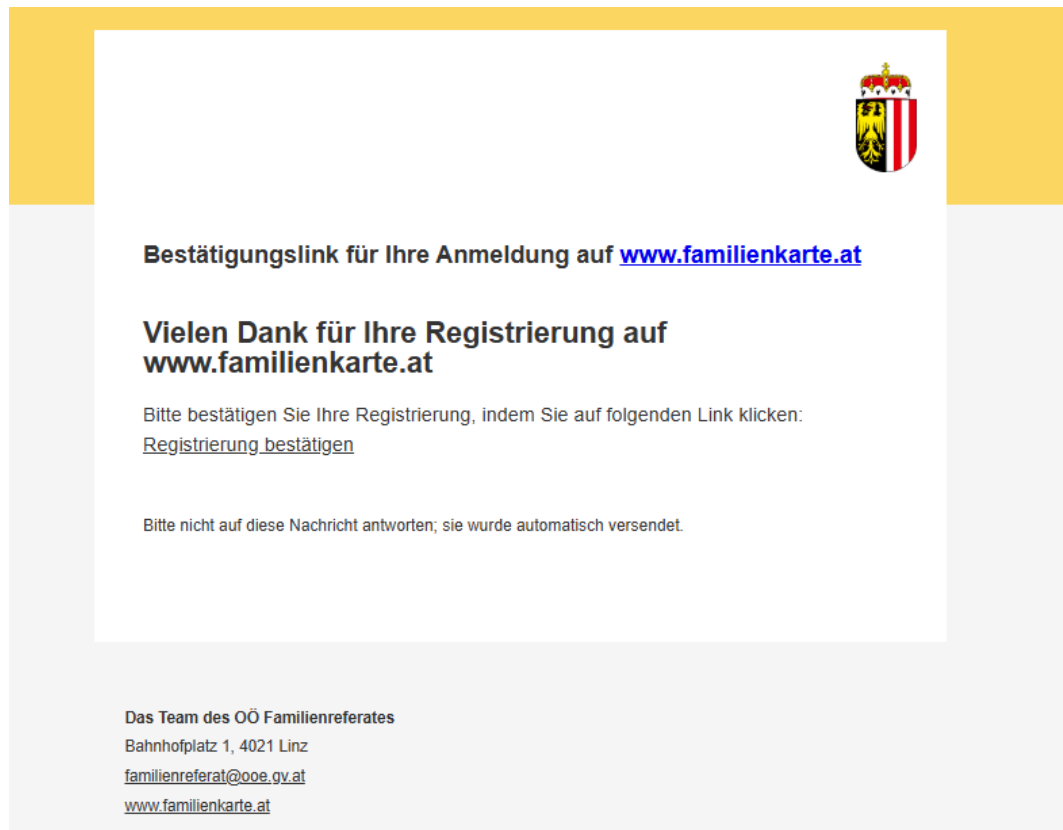 Bestätigungslink für Ihre Anmeldung auf www.familienkarte.at
Vielen Dank für Ihre Registrierung auf
www.familienkarte.at
Bitte bestätigen Sie Ihre Registrierung, indem Sie auf folgenden Link klicken:
Registrierung bestätigen
Bitte nicht auf diese Nachricht antworten; sie wurde automatisch versendet.
Das Team des OÖ Familienreferates
Bahnhofplatz 1, 4021 Linz
familienreferat@ooe.gv.at
www.familienkarte.at